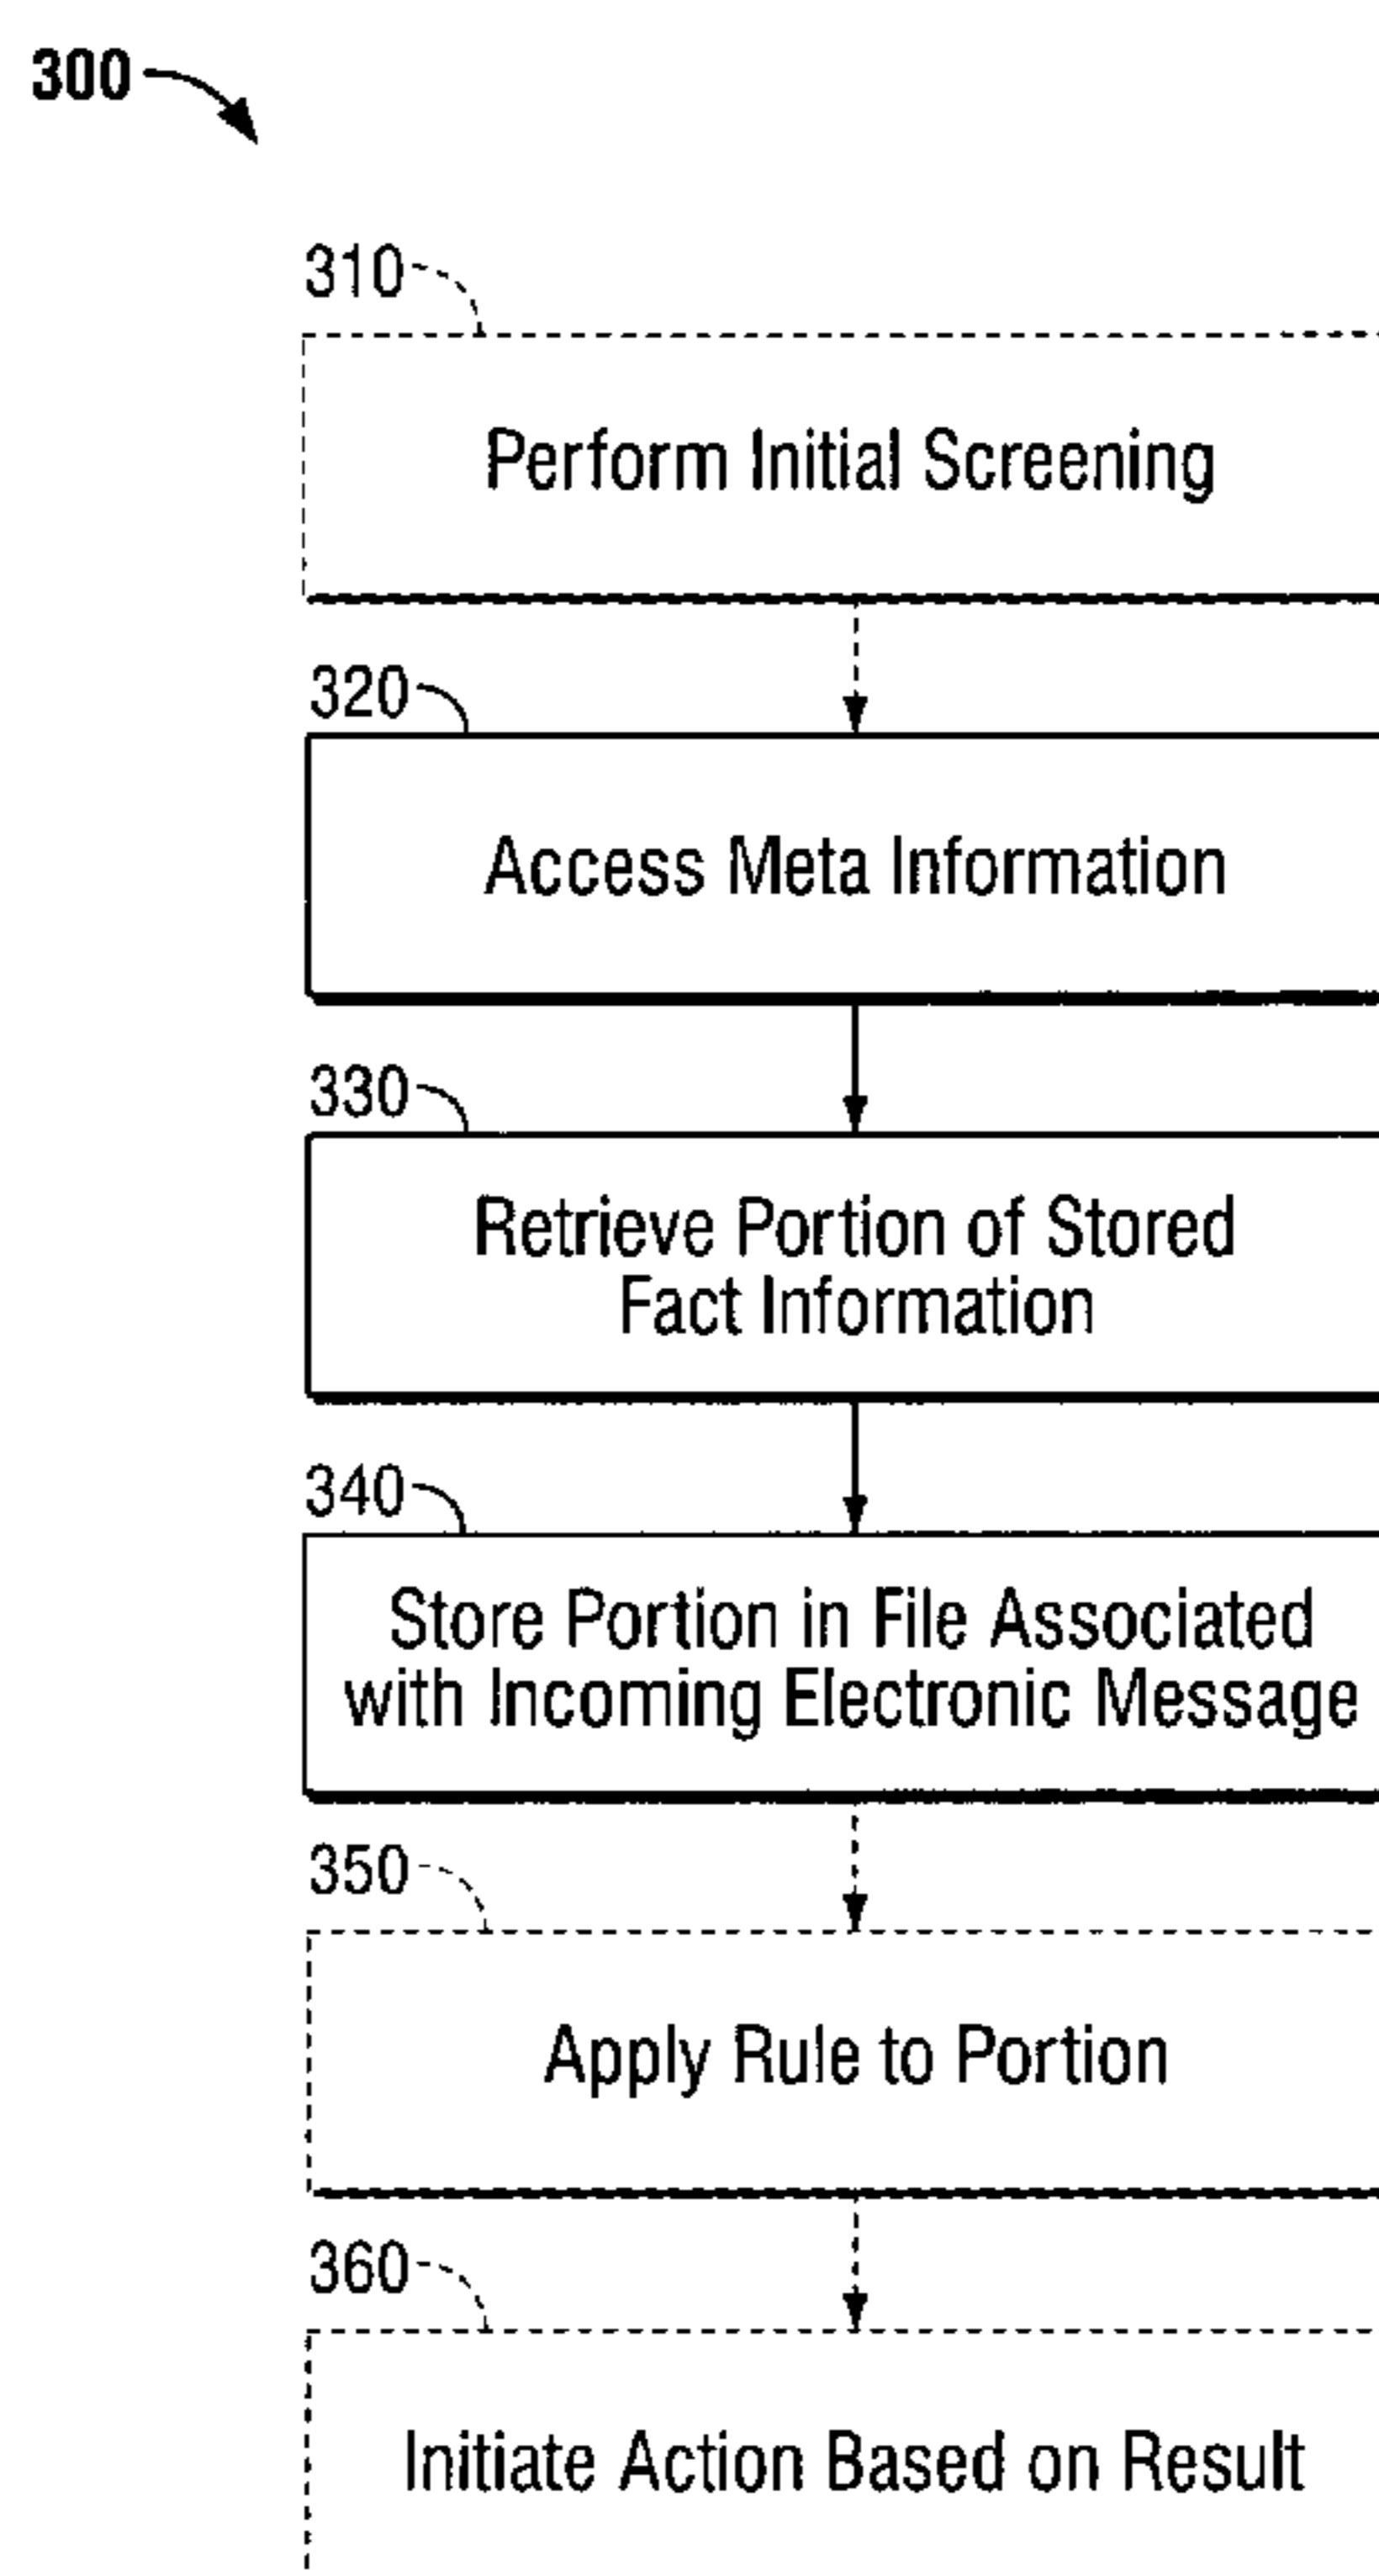 300
310
Perform Initial Screening
320
Access Meta Information
330
Retrieve Portion of Stored
Fact Information
340
Store Portion in File Associated
with Incoming Electronic Message
350
Apply Rule to Portion
360
Initiate Action Based on Result